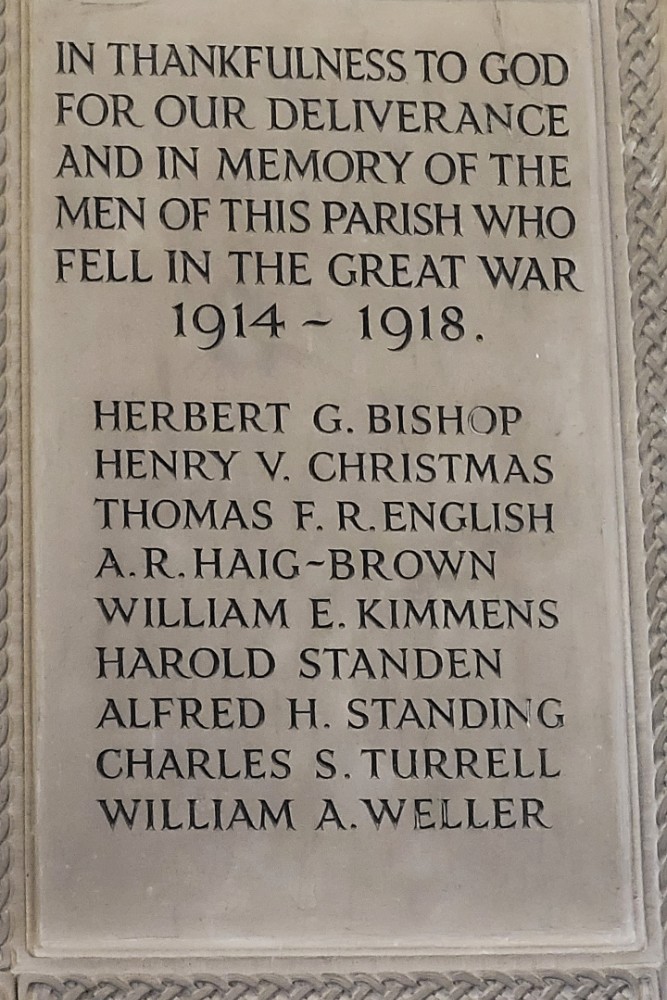 IN THANKFULNESS TO GOD
FOR OUR DELIVERANCE
AND IN MEMORY OF THE
MEN OF THIS PARISH WHO
FELL IN THE GREAT WAR
1914 ~ 1918.
HERBERT G. BISHOP
HENRY V. CHRISTMAS
THOMAS F. R. ENGLISH
A. R. HAIG~BROWN
WILLIAM E. KIMMENS
HAROLD STANDEN
ALFRED H. STANDING
CHARLES S. TURRELL
WILLIAM A. WELLER